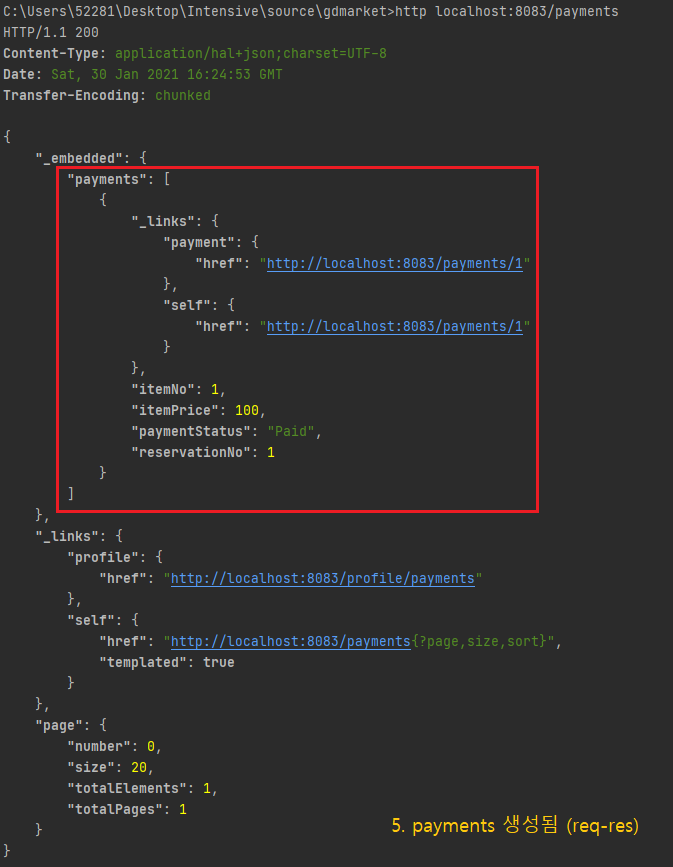 C:\Users\52281\Desktop\Intensive\source\gdmarket>http localhost:8083/payments
HTTP/1.1 200
Content-Type: application/hal+json;charset=UTF-8
Date: Sat, 30 Jan 2021 16:24:53 GMT
Transfer-Encoding: chunked

{
    "_embedded": {
        "payments": [
            {
                "_links": {
                    "payment": {
                        "href": "http://localhost:8083/payments/1"
                    },
                    "self": {
                        "href": "http://localhost:8083/payments/1"
                    }
                },
                "itemNo": 1,
                "itemPrice": 100,
                "paymentStatus": "Paid",
                "reservationNo": 1
            }
        ]
    },
    "_links": {
        "profile": {
            "href": "http://localhost:8083/profile/payments"
        },
        "self": {
            "href": "http://localhost:8083/payments{?page,size,sort}",
            "templated": true
        }
    },
    "page": {
        "number": 0,
        "size": 20,
        "totalElements": 1,
        "totalPages": 1
    }
}
5. payments 생성됨 (req-res)